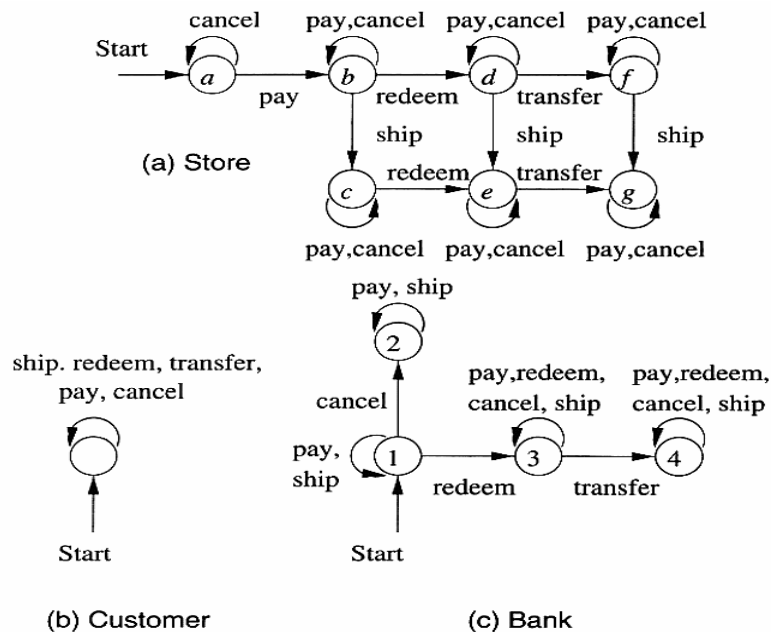 cancel
pay,cancel
pay,cancel
pay,cancel
Start
a
b
d
f
pay
redeem
transfer
ship
ship
ship
(a) Store
redeem
transfer
c
e
g
pay,cancel
pay,cancel
pay,cancel
pay, ship
2
ship. redeem, transfer,
pay, cancel
cancel
pay,redeem,
cancel, ship
pay,redeem,
cancel, ship
pay,
ship
1
3
4
redeem
transfer
Start
Start
(b) Customer
(c) Bank